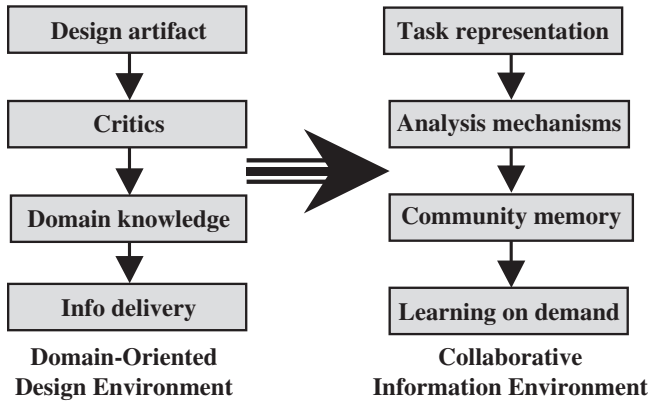 Design artifact
Critics
Domain knowledge
Info delivery
Domain-Oriented
Design Environment
Task representation
Analysis mechanisms
Community memory
Learning on demand
Collaborative
Information Environment